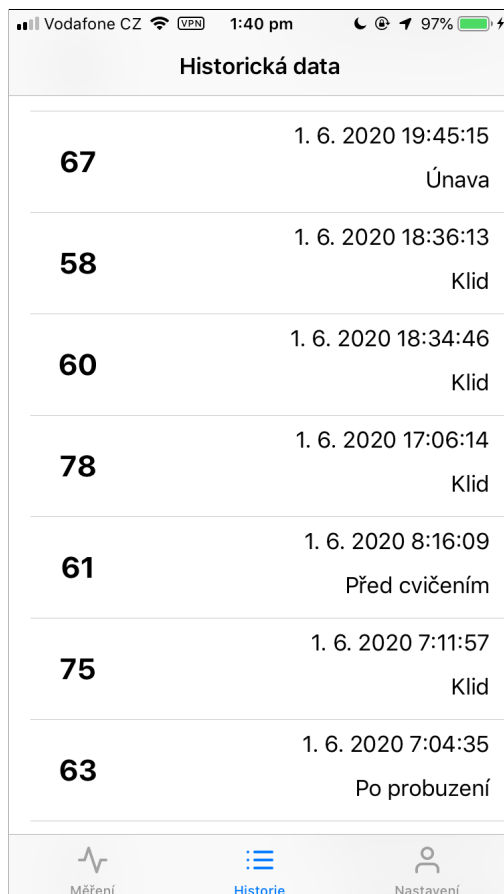 Vodafone CZ VPN 1:40 pm 97%
Historická data
67 1. 6. 2020 19:45:15
Únava
58 1. 6. 2020 18:36:13
Klid
60 1. 6. 2020 18:34:46
Klid
78 1. 6. 2020 17:06:14
Klid
61 1. 6. 2020 8:16:09
Před cvičením
75 1. 6. 2020 7:11:57
Klid
63 1. 6. 2020 7:04:35
Po probuzení
Měření Historie Nastavení